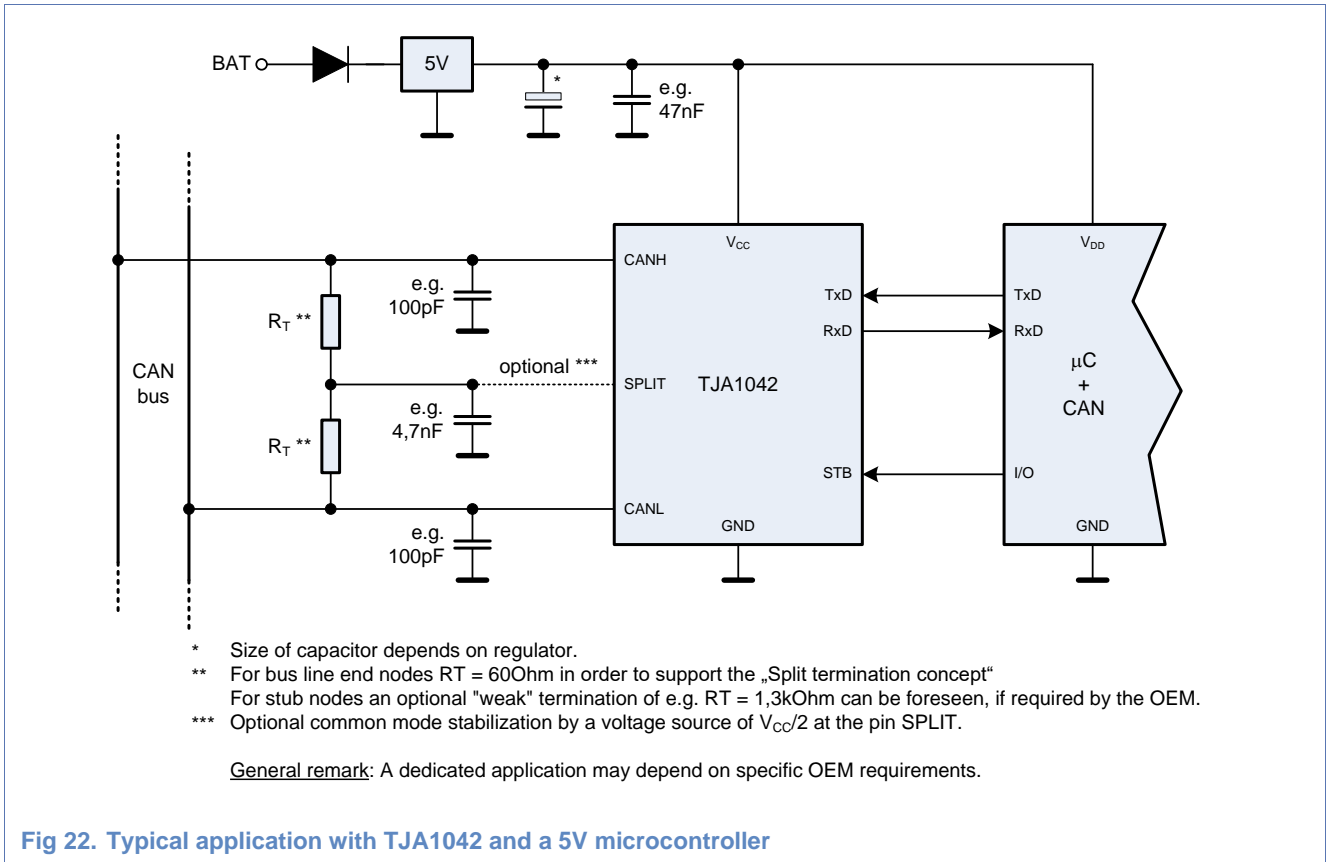 BAT
5V
*
e.g.
47nF
V_CC
V_DD
CANH
e.g.
100pF
TxD
TxD
R_T **
RxD
RxD
optional ***
CAN
bus
SPLIT
TJA1042
μC
+
CAN
e.g.
4,7nF
R_T **
STB
I/O
CANL
GND
GND
e.g.
100pF
* Size of capacitor depends on regulator.
** For bus line end nodes RT = 60Ohm in order to support the „Split termination concept“
For stub nodes an optional "weak" termination of e.g. RT = 1,3kOhm can be foreseen, if required by the OEM.
*** Optional common mode stabilization by a voltage source of V_CC/2 at the pin SPLIT.
General remark: A dedicated application may depend on specific OEM requirements.
Fig 22. Typical application with TJA1042 and a 5V microcontroller